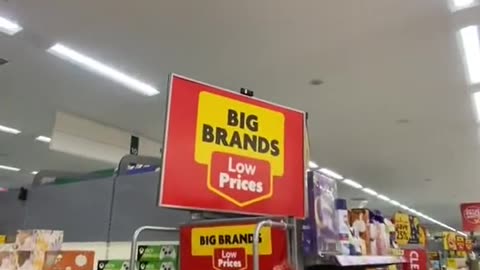 BIG
BRANDS
Low
Prices
BIG BRANDS
Low
Prices